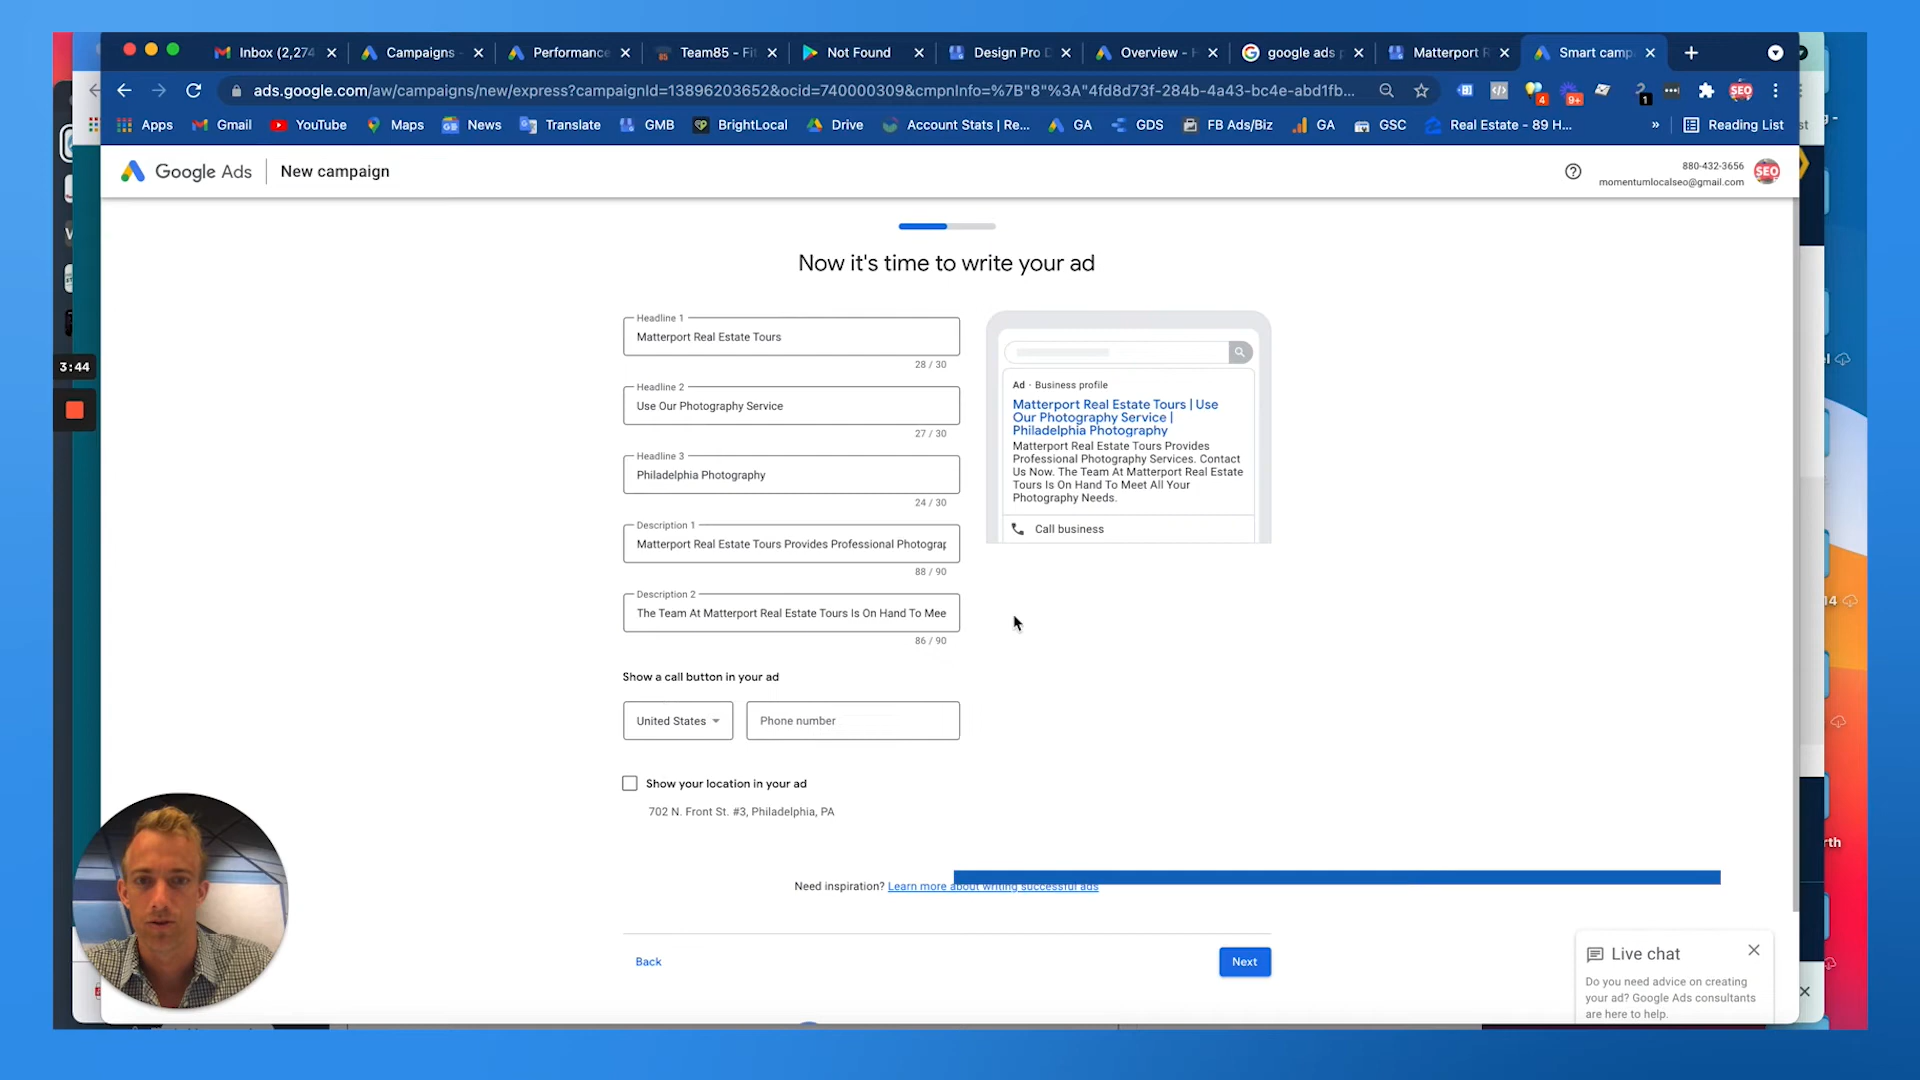 Inbox (2,274
Campaigns -
Performance
Team85 - Fit
Not Found
Design Pro D
Overview - H
google ads p
Matterport R
Smart camp
ads.google.com/aw/campaigns/new/express?campaignId=13896203652&ocid=740000309&cmpnInfo=%7B"8"%3A"4fd8d73f-284b-4a43-bc4e-abd1fb...
4
9+
1
SEO
Apps
Gmail
YouTube
Maps
News
Translate
GMB
BrightLocal
Drive
Account Stats | Re...
GA
GDS
FB Ads/Biz
GA
GSC
Real Estate - 89 H...
»
Reading List
Google Ads
New campaign
880-432-3656
momentumlocalseo@gmail.com
SEO
Now it's time to write your ad
Headline 1
Matterport Real Estate Tours
28 / 30
Headline 2
Use Our Photography Service
27 / 30
Headline 3
Philadelphia Photography
24 / 30
Description 1
Matterport Real Estate Tours Provides Professional Photograp
88 / 90
Description 2
The Team At Matterport Real Estate Tours Is On Hand To Mee
86 / 90
Ad · Business profile
Matterport Real Estate Tours | Use
Our Photography Service |
Philadelphia Photography
Matterport Real Estate Tours Provides
Professional Photography Services. Contact
Us Now. The Team At Matterport Real Estate
Tours Is On Hand To Meet All Your
Photography Needs.
Call business
Show a call button in your ad
United States
Phone number
Show your location in your ad
702 N. Front St. #3, Philadelphia, PA
Need inspiration? Learn more about writing successful ads
Back
Next
Live chat
Do you need advice on creating
your ad? Google Ads consultants
are here to help.
3:44
14
rth